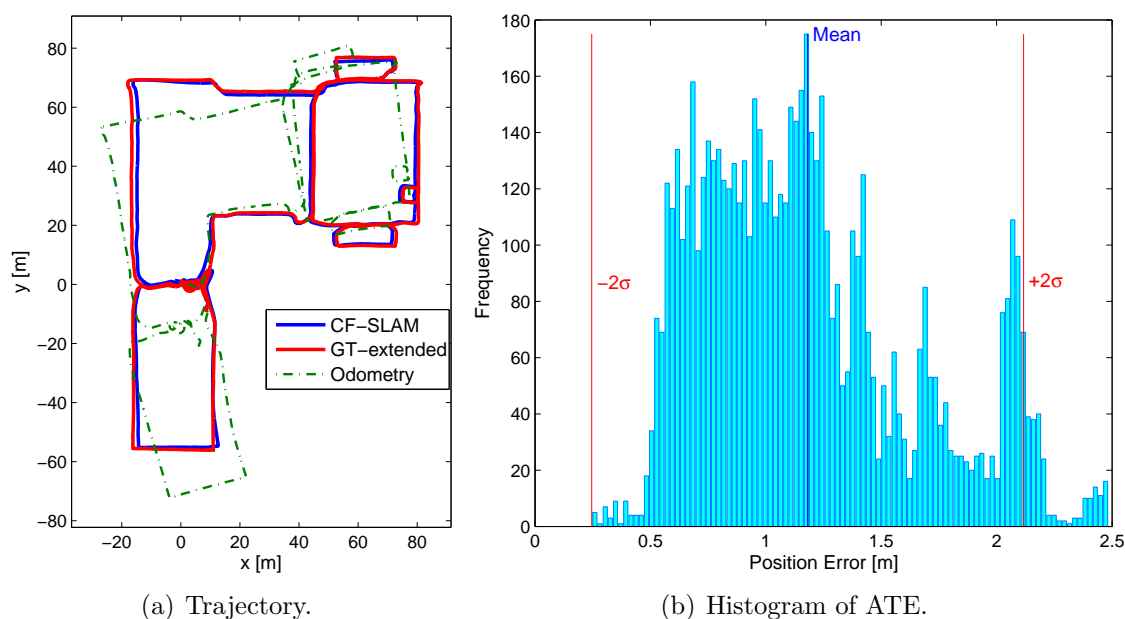 80
60
40
20
0
−20
−40
−60
−80
y [m]
−20 0 20 40 60 80
x [m]
CF−SLAM
GT−extended
Odometry
(a) Trajectory.
180
160
140
120
100
80
60
40
20
0
Frequency
Mean
−2σ
+2σ
0 0.5 1 1.5 2 2.5
Position Error [m]
(b) Histogram of ATE.